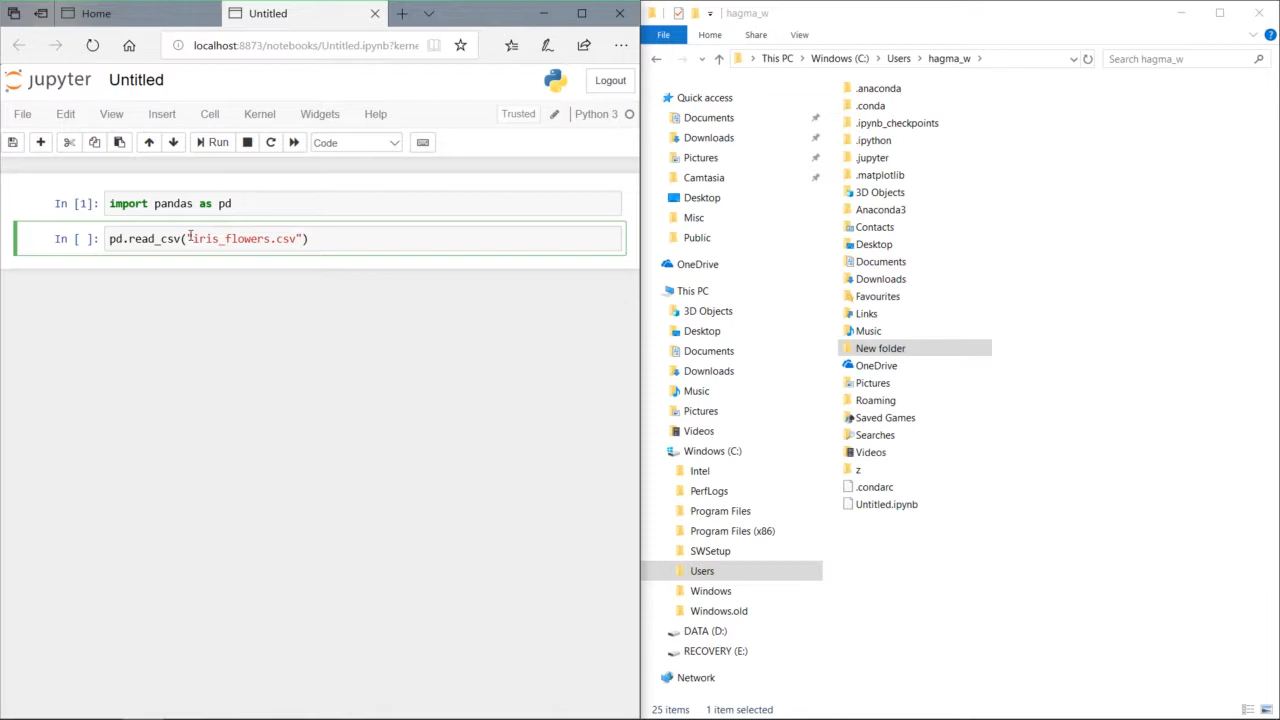 Home
Untitled
localhost
73/notebooks/Untitled.ipynb?kerne
jupyter
Untitled
Logout
File
Edit
View
Insert
Cell
Kernel
Widgets
Help
Trusted
Python 3
Run
Code
In [1]:
import pandas as pd
In [ ]:
pd.read_csv("iris_flowers.csv")
hagma_w
File
Home
Share
View
This PC
Windows (C:)
Users
hagma_w
Search hagma_w
Quick access
Documents
Downloads
Pictures
Camtasia
Desktop
Misc
Public
OneDrive
This PC
3D Objects
Desktop
Documents
Downloads
Music
Pictures
Videos
Windows (C:)
Intel
PerfLogs
Program Files
Program Files (x86)
SWSetup
Users
Windows
Windows.old
DATA (D:)
RECOVERY (E:)
Network
.anaconda
.conda
.ipynb_checkpoints
.ipython
.jupyter
.matplotlib
3D Objects
Anaconda3
Contacts
Desktop
Documents
Downloads
Favourites
Links
Music
New folder
OneDrive
Pictures
Roaming
Saved Games
Searches
Videos
z
.condarc
Untitled.ipynb
25 items
1 item selected